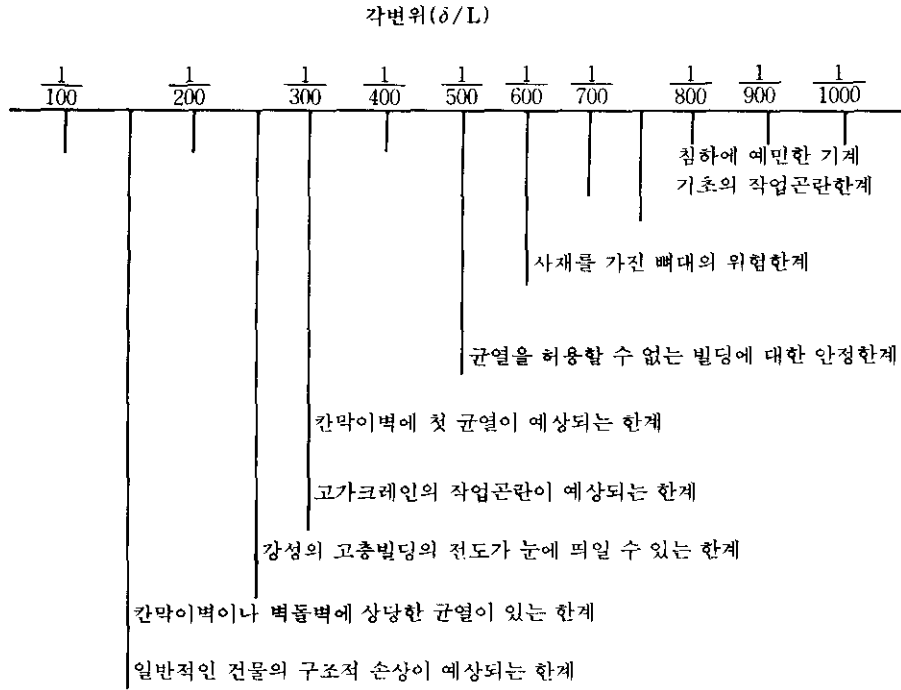 각변위(δ/L)
1/100 1/200 1/300 1/400 1/500 1/600 1/700 1/800 1/900 1/1000
침하에 예민한 기계
기초의 작업곤란한계
사재를 가진 뼈대의 위험한계
균열을 허용할 수 없는 빌딩에 대한 안정한계
칸막이벽에 첫 균열이 예상되는 한계
고가크레인의 작업곤란이 예상되는 한계
강성의 고층빌딩의 전도가 눈에 띄일 수 있는 한계
칸막이벽이나 벽돌벽에 상당한 균열이 있는 한계
일반적인 건물의 구조적 손상이 예상되는 한계